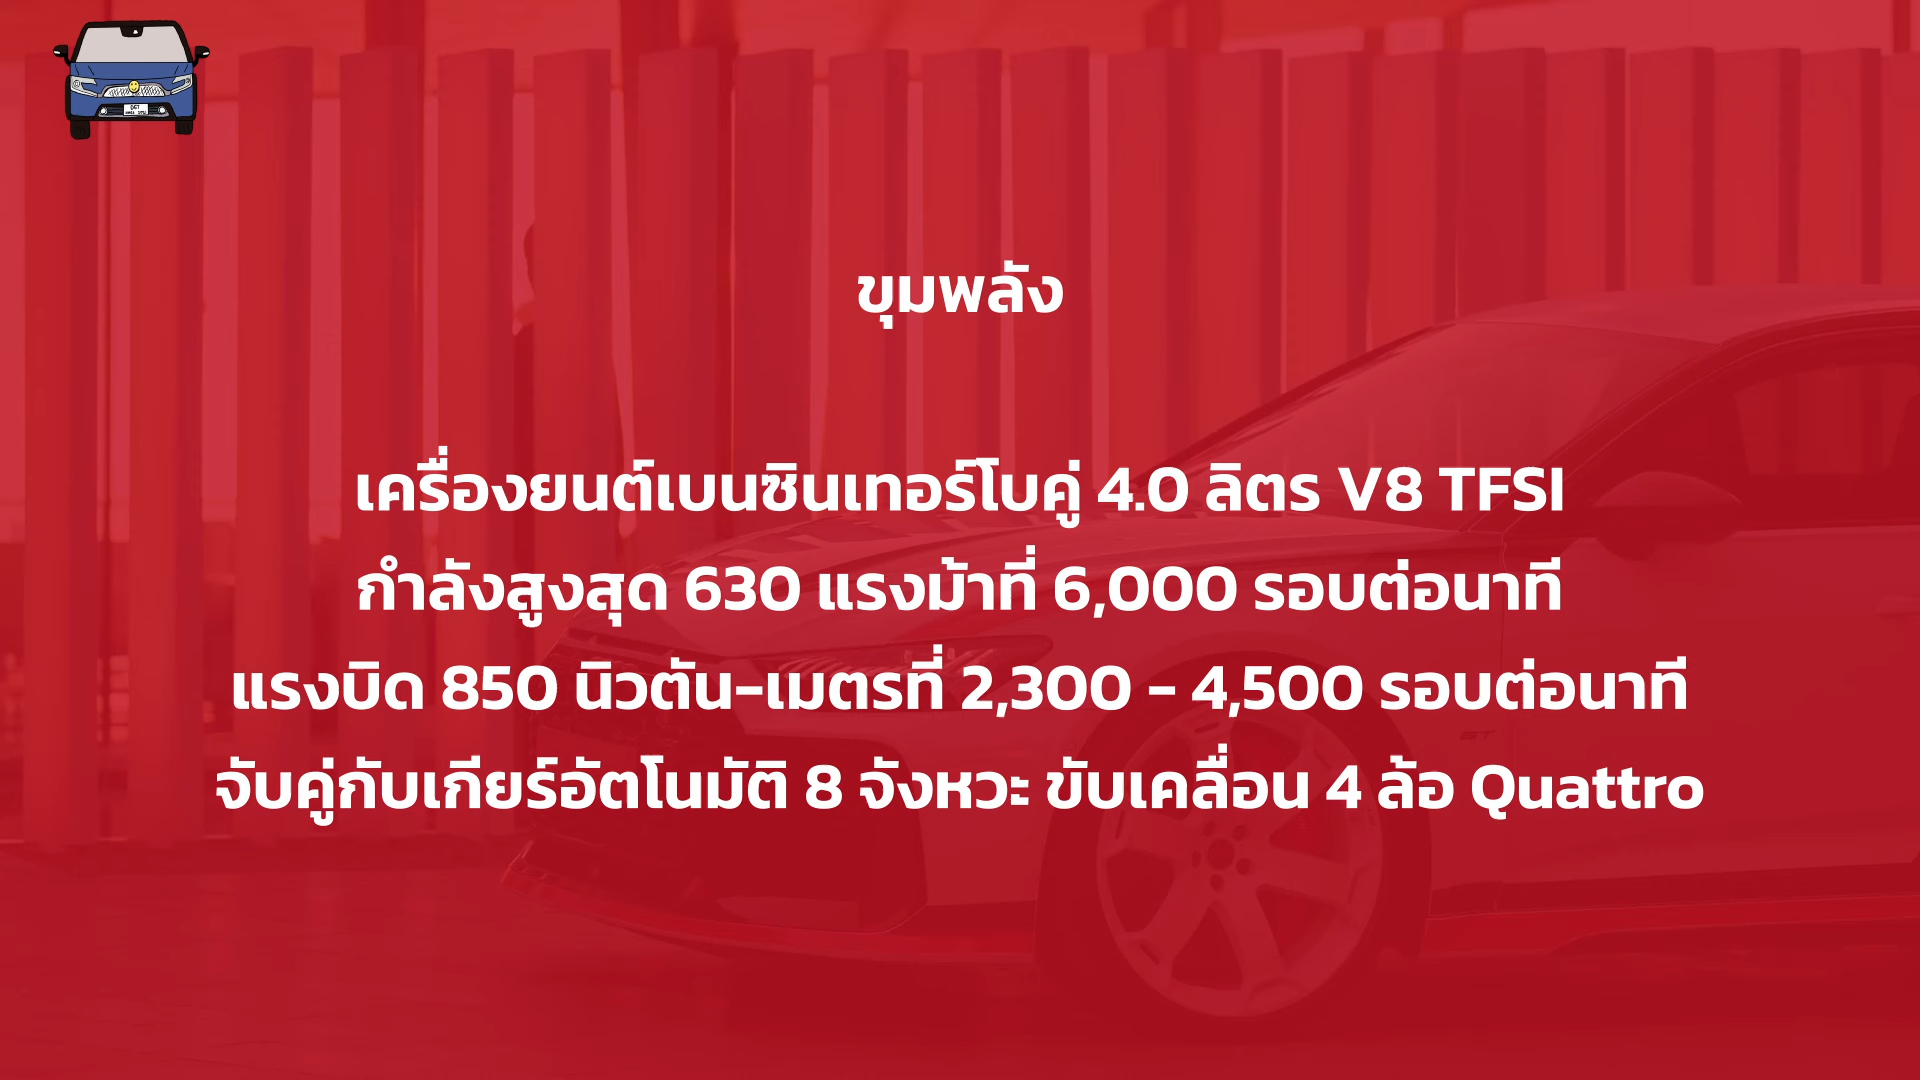 ขุมพลัง
เครื่องยนต์เบนซินเทอร์โบคู่ 4.0 ลิตร V8 TFSI
กำลังสูงสุด 630 แรงม้าที่ 6,000 รอบต่อนาที
แรงบิด 850 นิวตัน-เมตรที่ 2,300 - 4,500 รอบต่อนาที
จับคู่กับเกียร์อัตโนมัติ 8 จังหวะ ขับเคลื่อน 4 ล้อ Quattro
GT